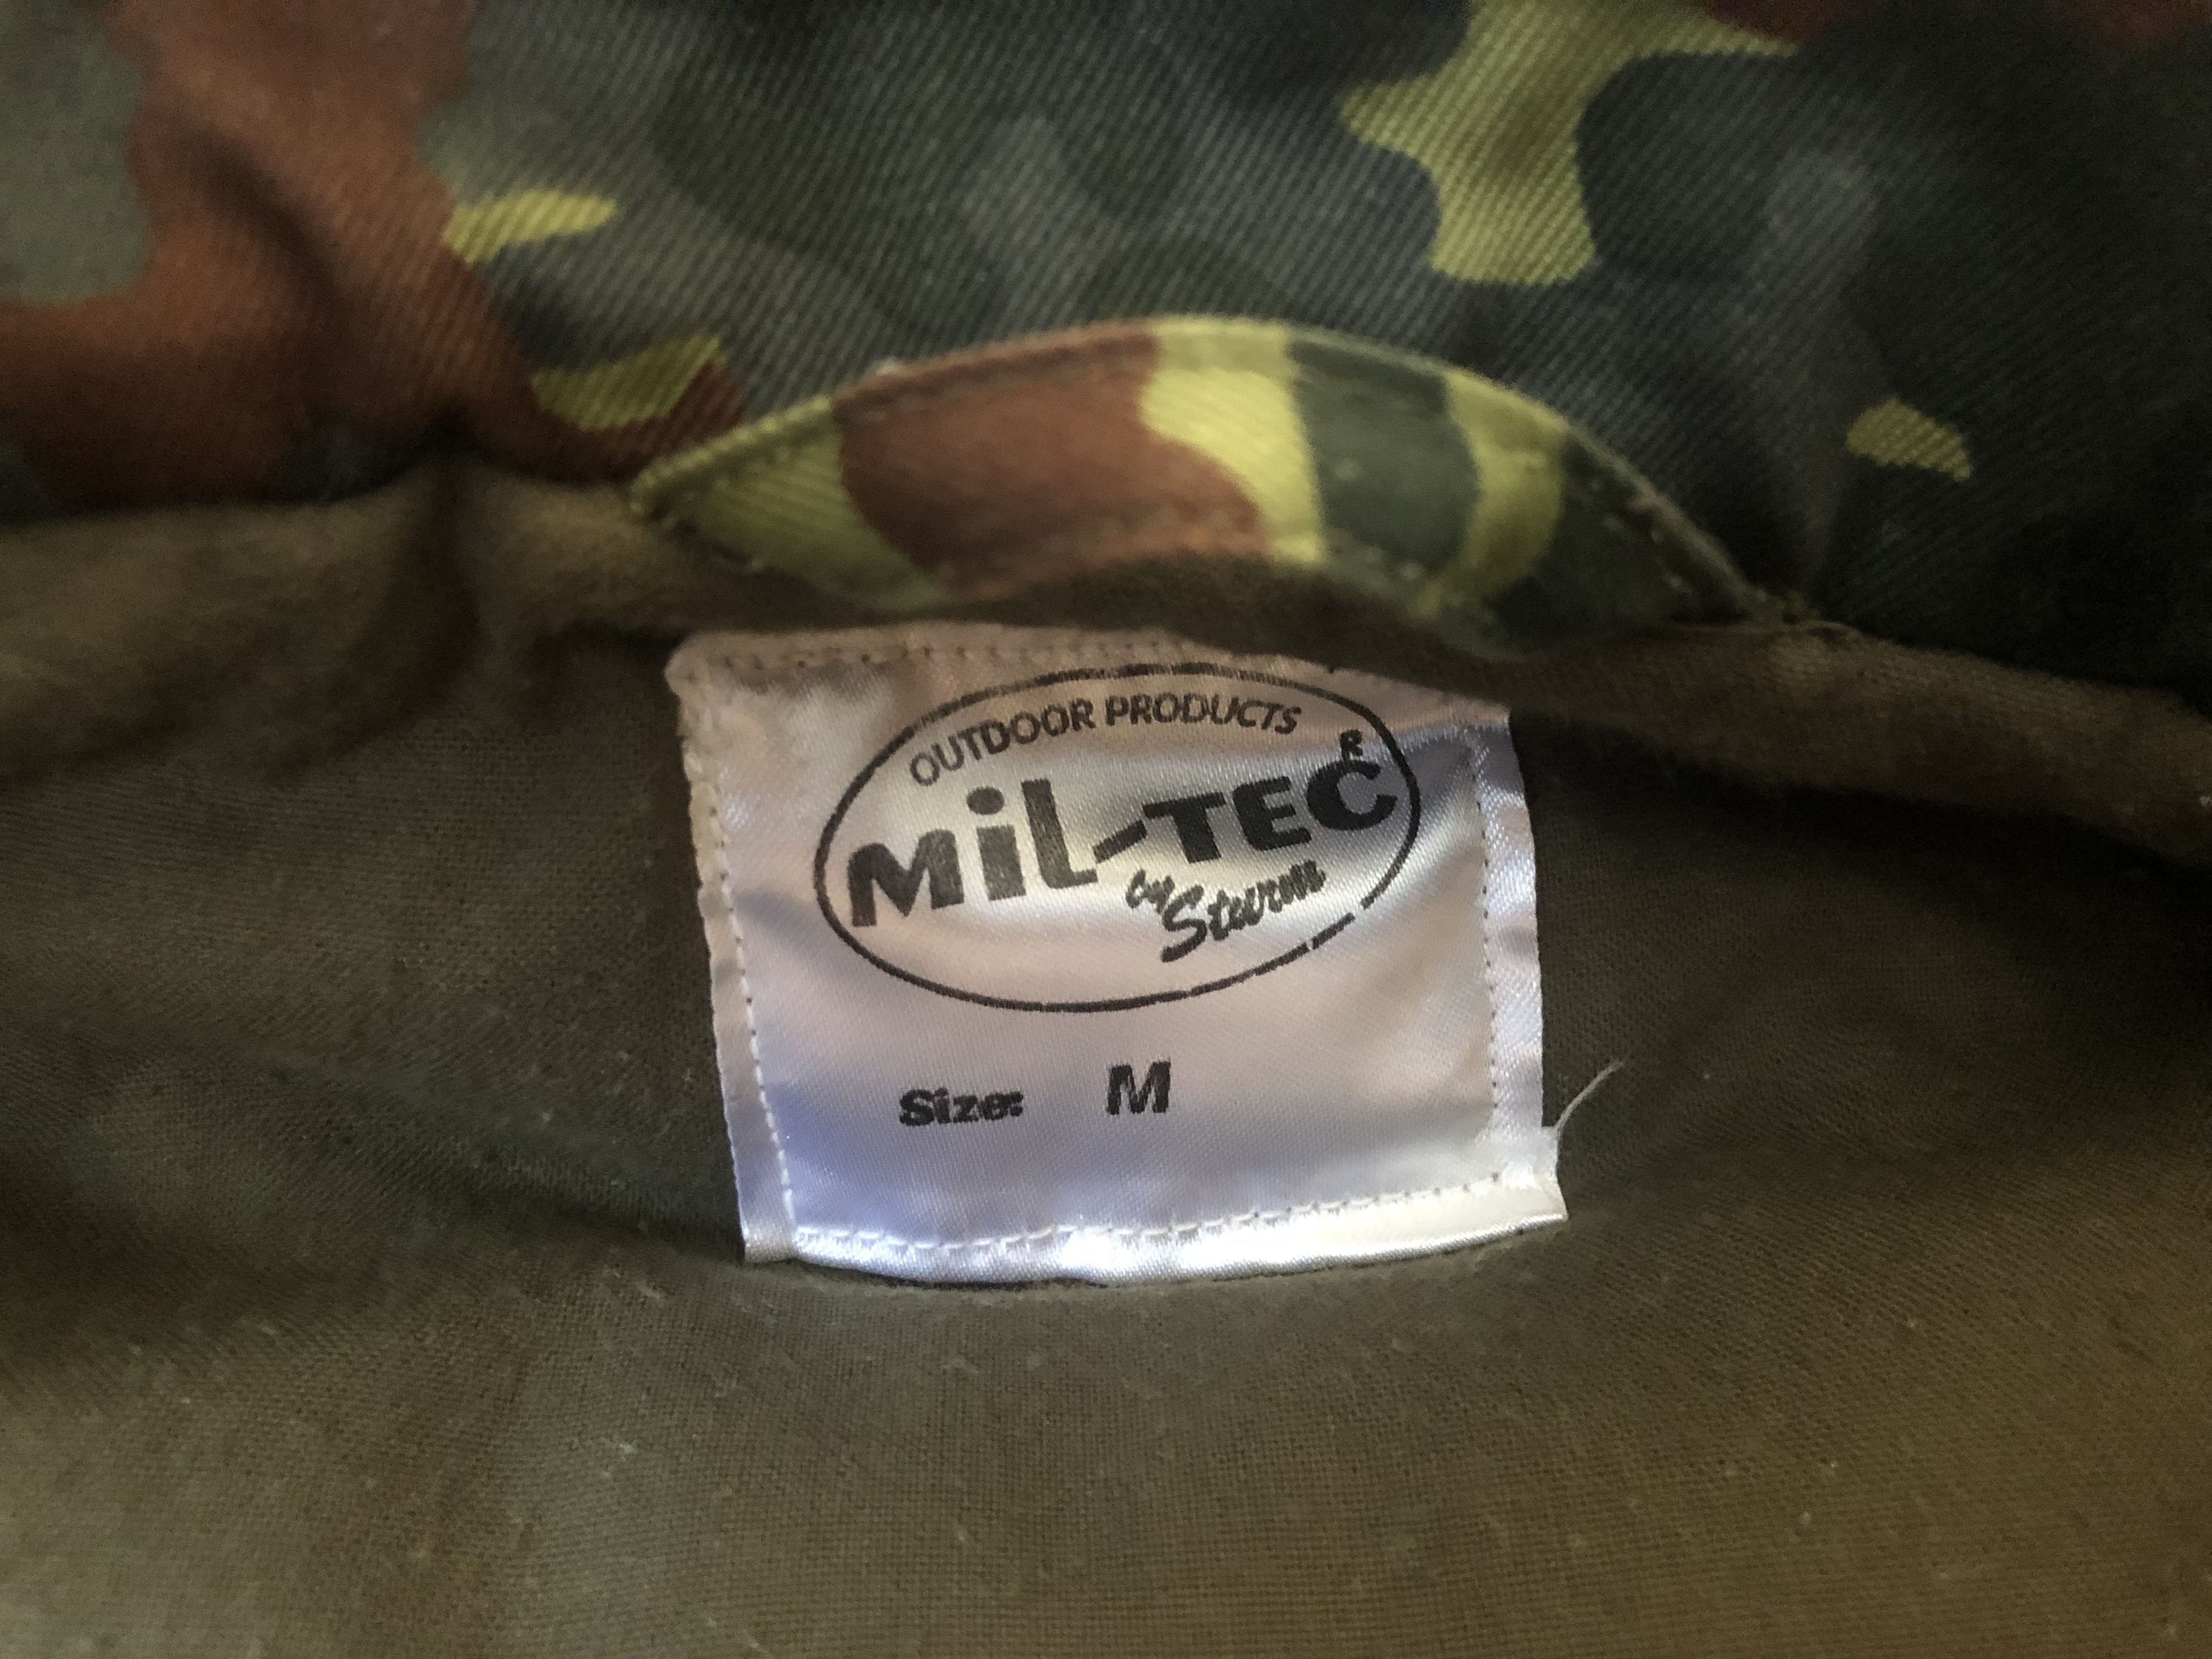 OUTDOOR PRODUCTS
MiL-TEC R
by Sturm
Size: M